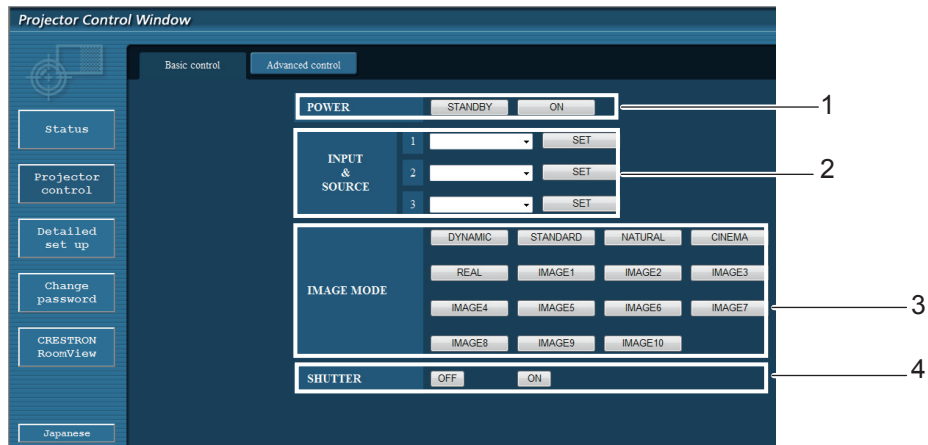 Projector Control Window
Basic control
Advanced control
Status
Projector
control
Detailed
set up
Change
password
CRESTRON
RoomView
Japanese
POWER STANDBY ON 1
INPUT
&
SOURCE
1 SET
2 SET
3 SET
2
IMAGE MODE
DYNAMIC STANDARD NATURAL CINEMA
REAL IMAGE1 IMAGE2 IMAGE3
IMAGE4 IMAGE5 IMAGE6 IMAGE7
IMAGE8 IMAGE9 IMAGE10
3
SHUTTER OFF ON 4